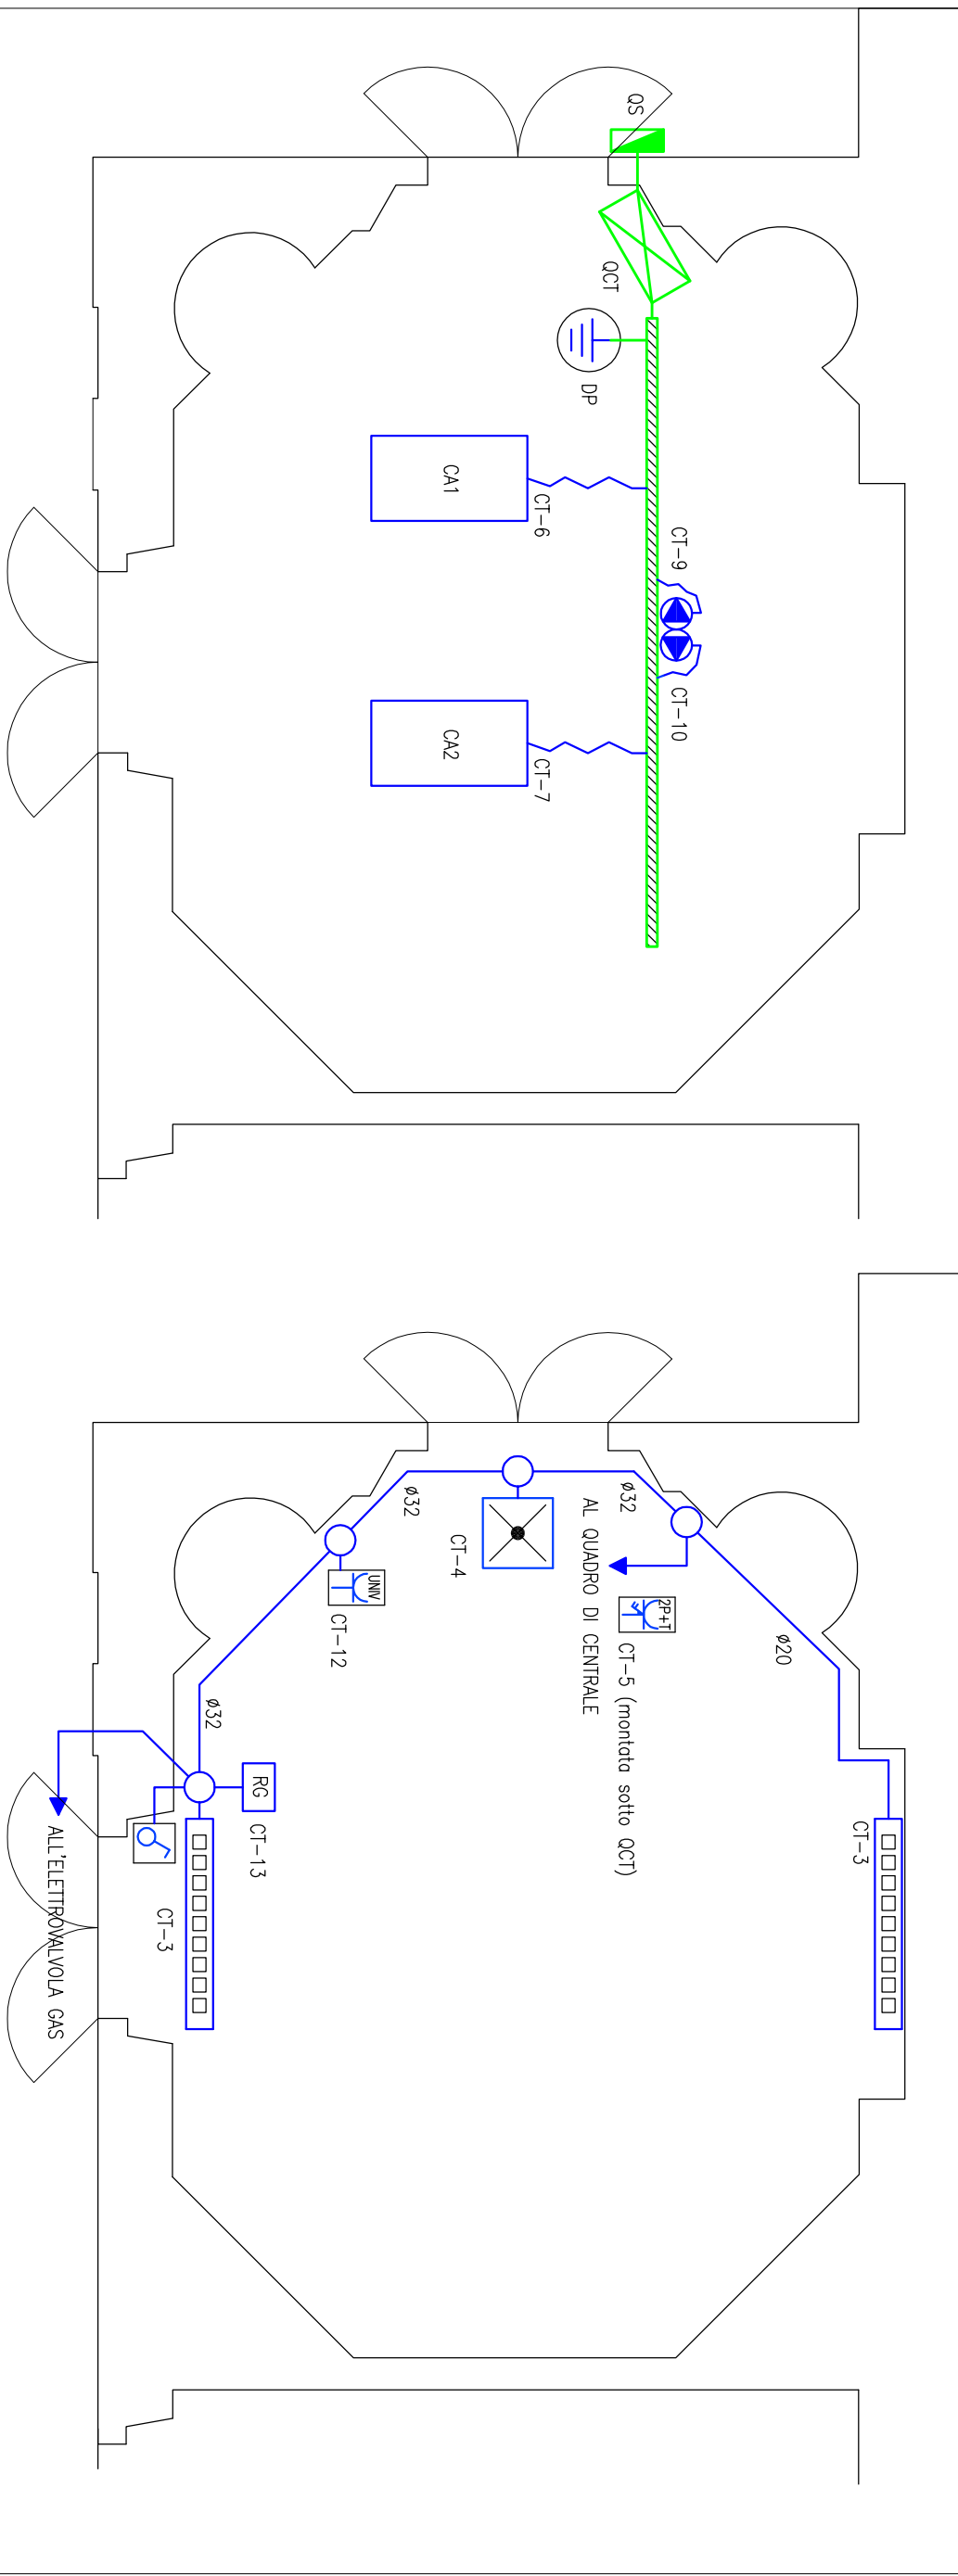 QS
QCT
DP
CA1
CT-6
CT-9
CT-10
CA2
CT-7
ø32
ø32
CT-4
AL QUADRO DI CENTRALE
2P+T
CT-5 (montata sotto QCT)
ø20
UNIV
CT-12
ø32
RG
CT-13
CT-3
CT-3
ALL'ELETTROVALVOLA GAS